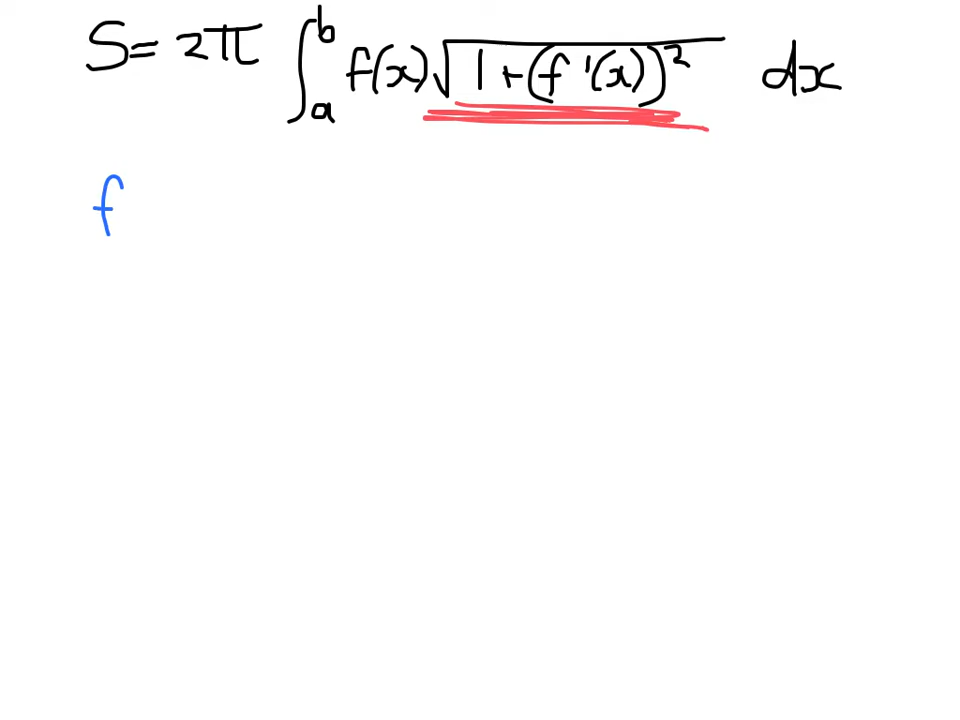 S = 2π ∫_a^b f(x)√(1+(f'(x))²) dx
f